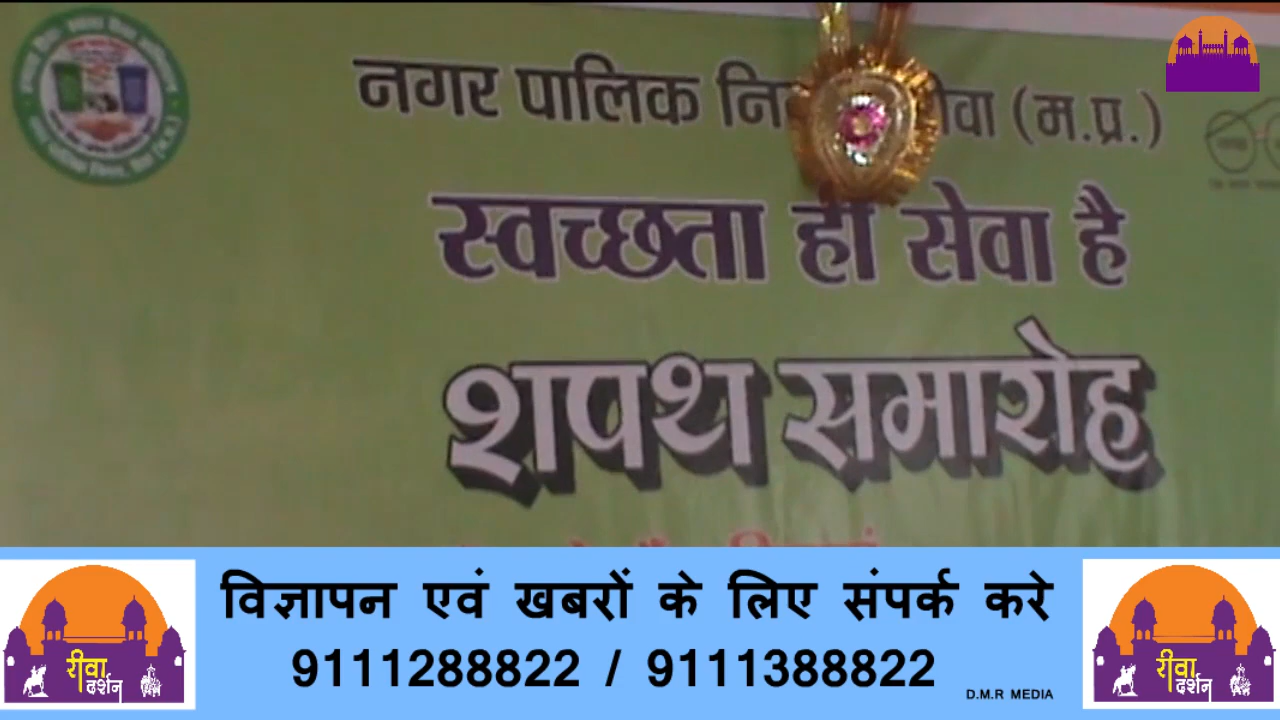 नगर पालिक रीवा (म.प्र.)
स्वच्छता ही सेवा है
शपथ समारोह
विज्ञापन एवं खबरों के लिए संपर्क करे
9111288822 / 9111388822
D.M.R MEDIA
रीवा
दर्शन
रीवा
दर्शन